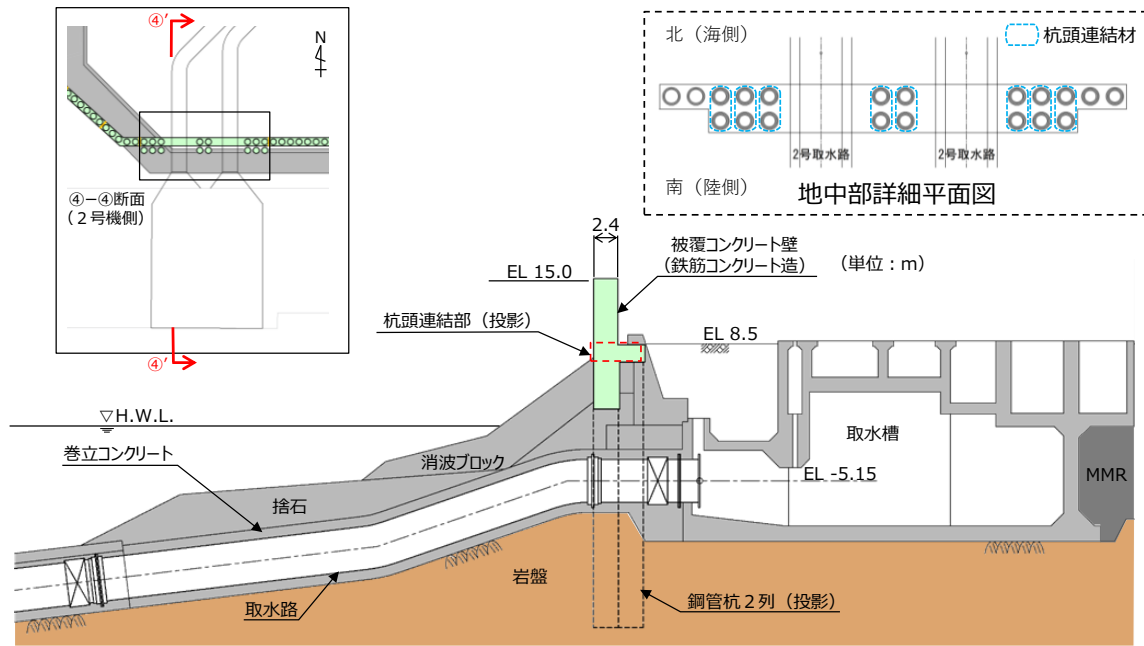 ④’
N
④－④断面
（２号機側）
④’
北（海側）
杭頭連結材
2号取水路
2号取水路
南（陸側）
地中部詳細平面図
2.4
被覆コンクリート壁
（鉄筋コンクリート造）
（単位：m）
EL 15.0
杭頭連結部（投影）
EL 8.5
▽H.W.L.
巻立コンクリート
消波ブロック
取水槽
EL -5.15
MMR
捨石
岩盤
取水路
鋼管杭２列（投影）